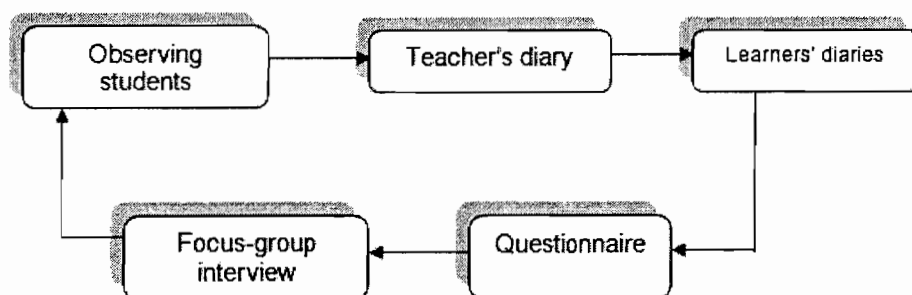 Observing
students
Teacher's diary
Learners' diaries
Questionnaire
Focus-group
interview